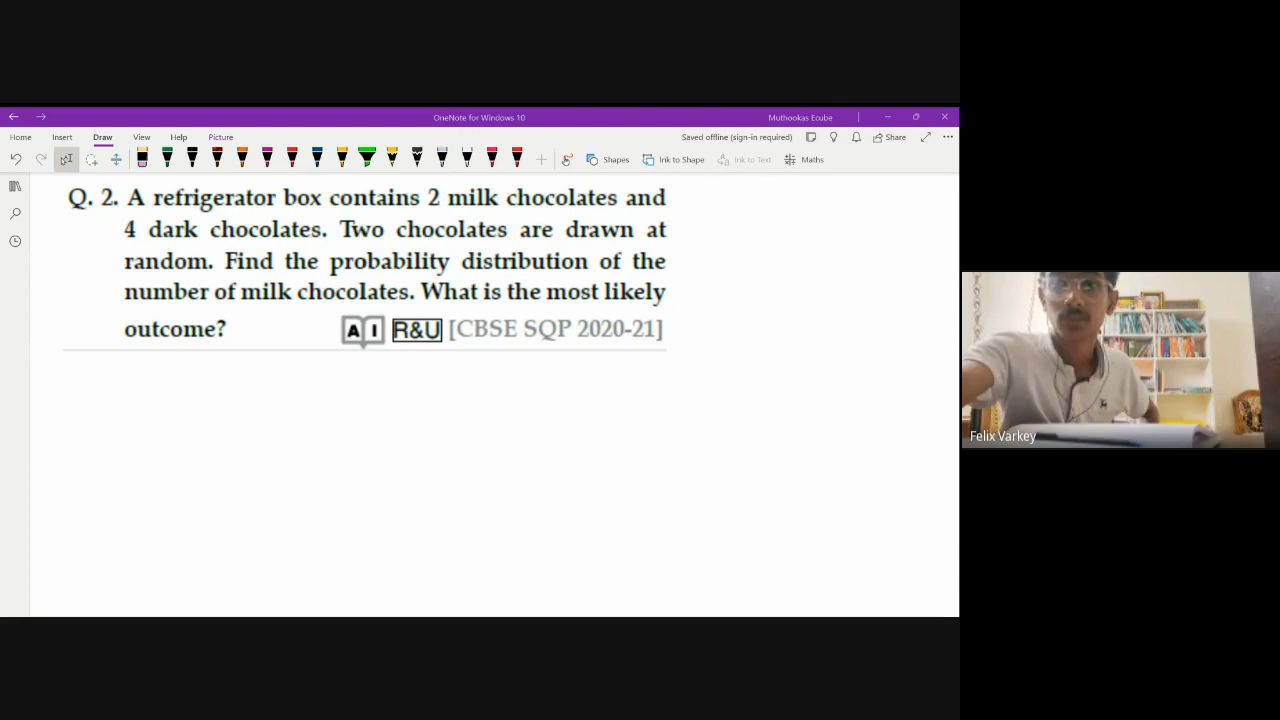 OneNote for Windows 10
Muthookas Ecube
Home Insert Draw View Help Picture
Saved offline (sign-in required)
Share
Shapes
Ink to Shape
Ink to Text
Maths
Q. 2. A refrigerator box contains 2 milk chocolates and
4 dark chocolates. Two chocolates are drawn at
random. Find the probability distribution of the
number of milk chocolates. What is the most likely
outcome? AI R&U [CBSE SQP 2020-21]
Felix Varkey